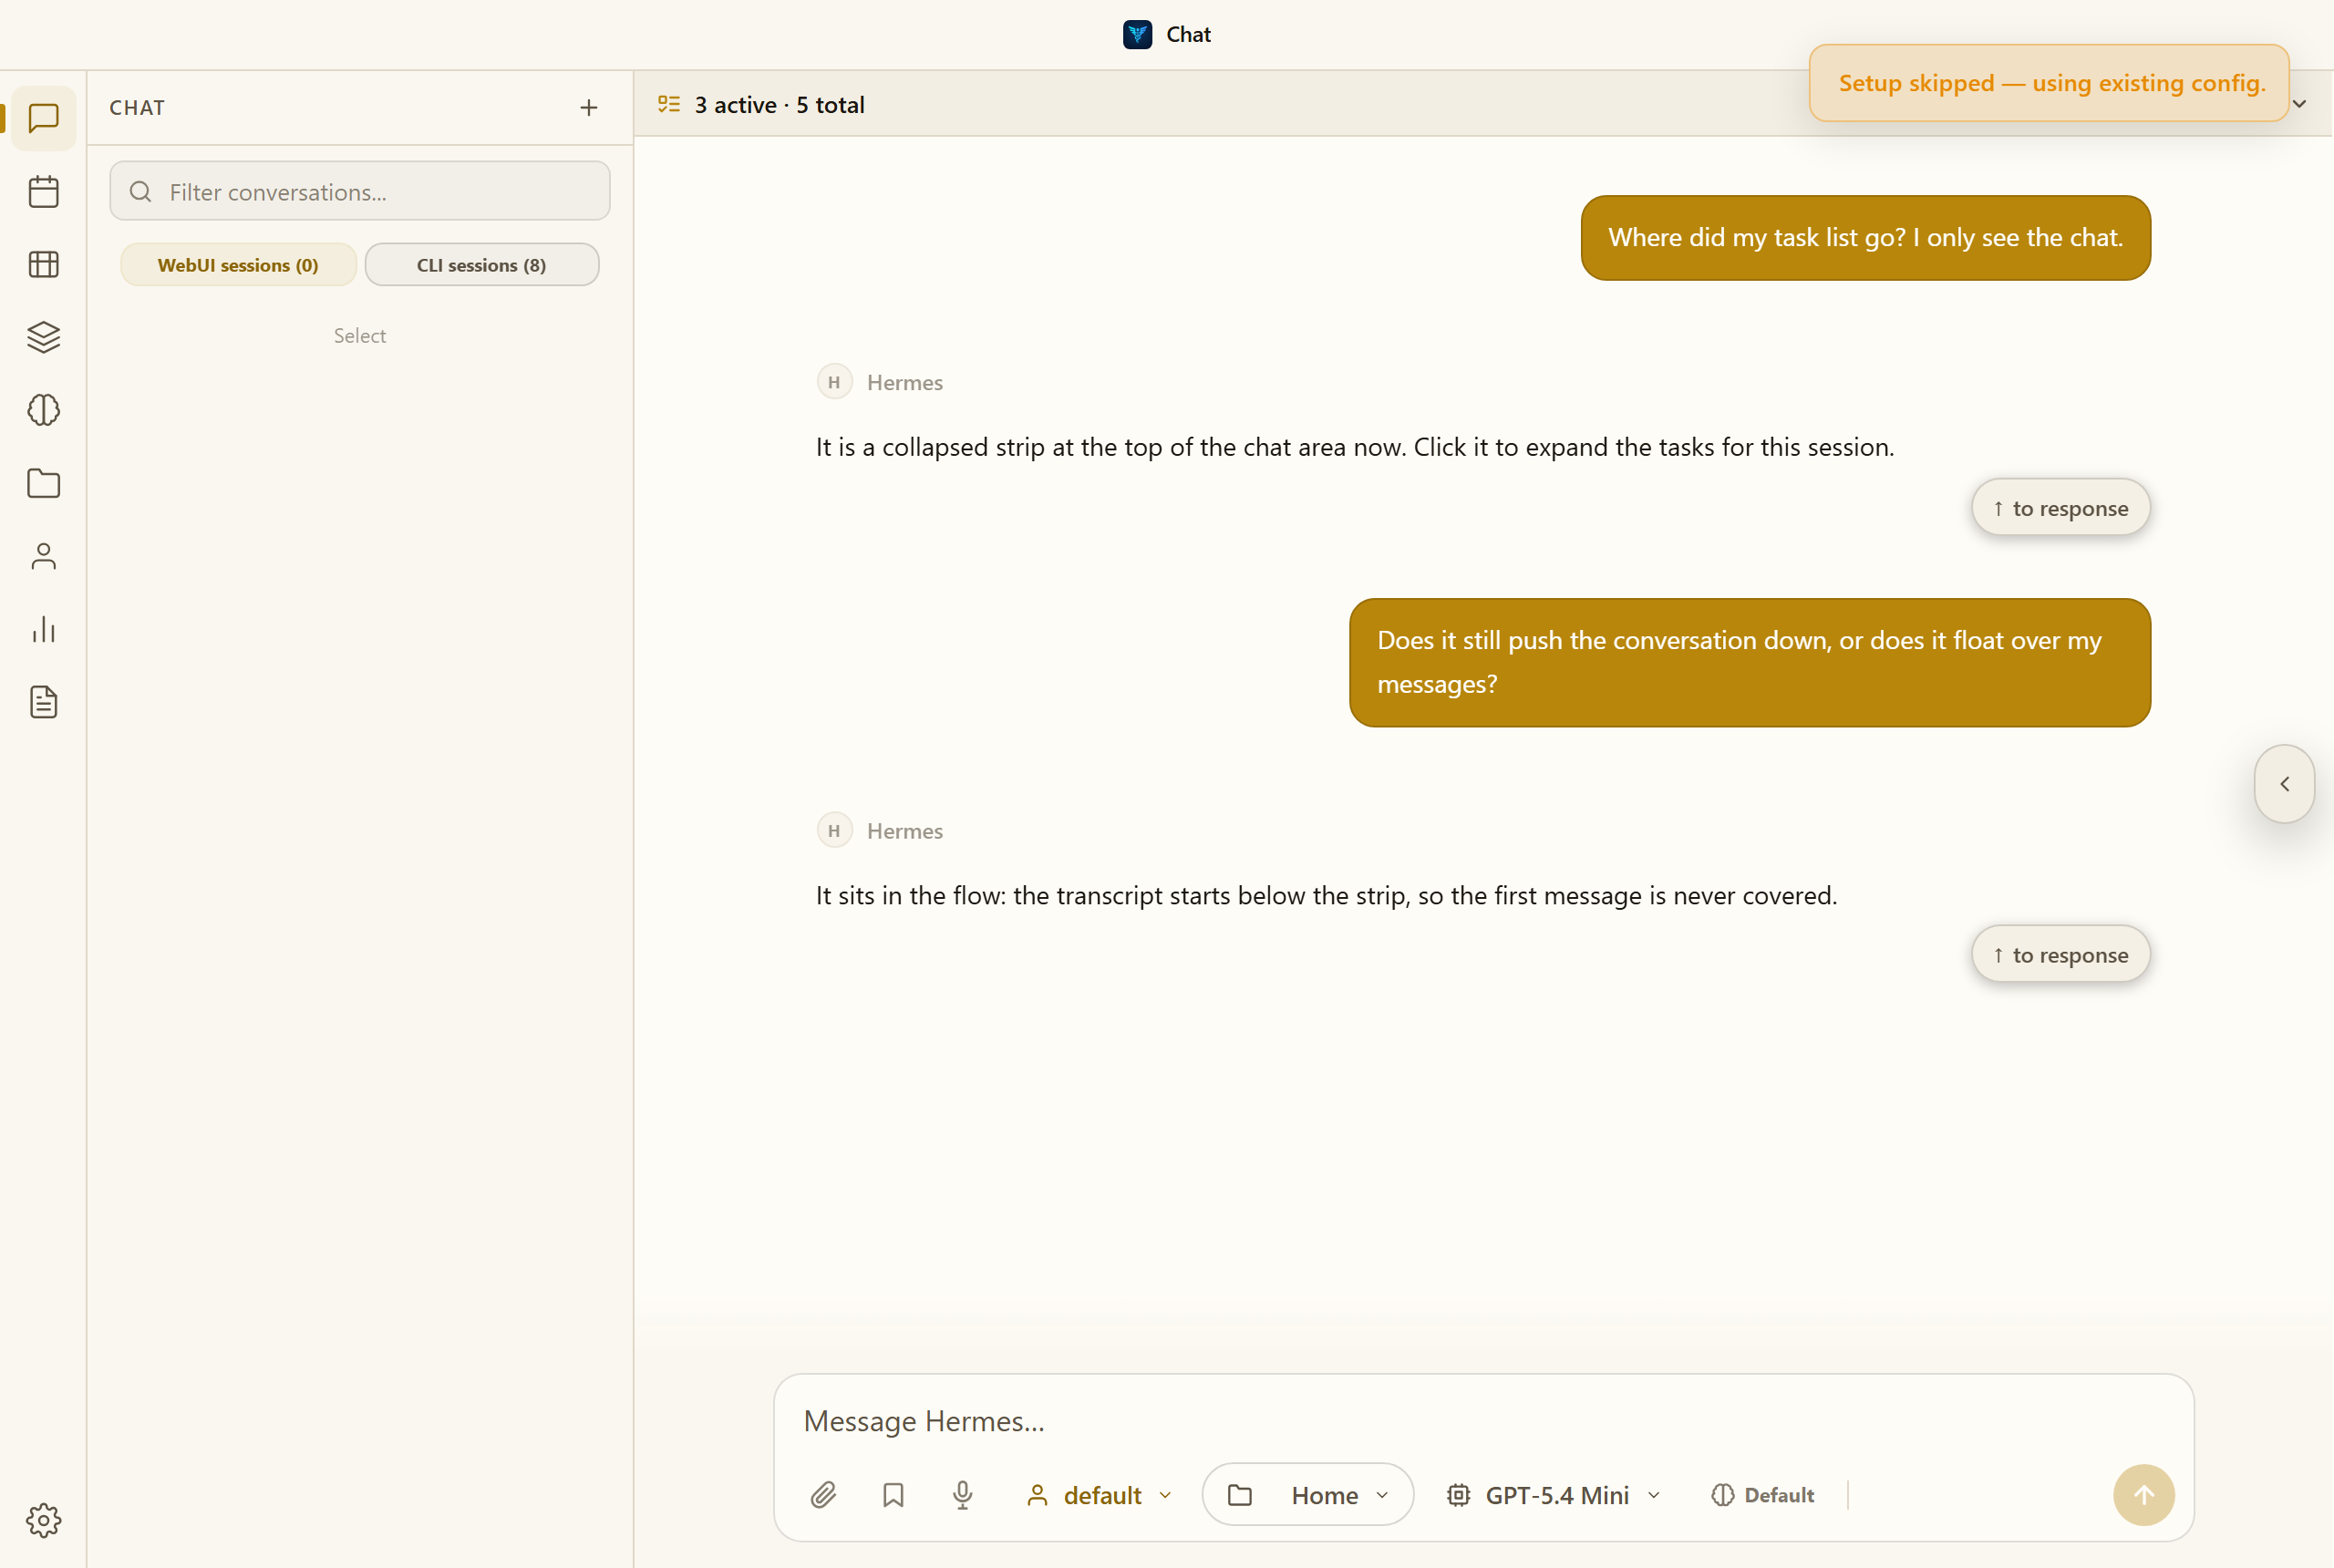 Chat
Setup skipped — using existing config.
CHAT
3 active · 5 total
Filter conversations...
WebUI sessions (0)
CLI sessions (8)
Select
Where did my task list go? I only see the chat.
H Hermes
It is a collapsed strip at the top of the chat area now. Click it to expand the tasks for this session.
↑ to response
Does it still push the conversation down, or does it float over my
messages?
H Hermes
It sits in the flow: the transcript starts below the strip, so the first message is never covered.
↑ to response
Message Hermes...
default
Home
GPT-5.4 Mini
Default